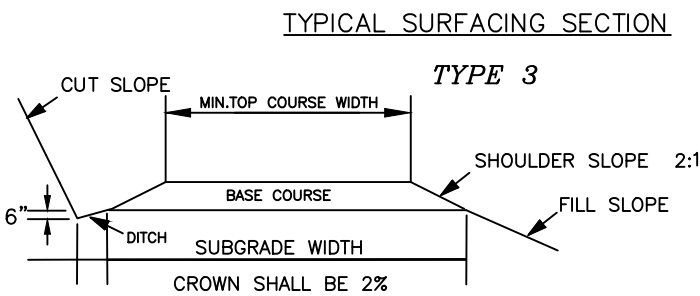 TYPICAL SURFACING SECTION
TYPE 3
CUT SLOPE
MIN.TOP COURSE WIDTH
SHOULDER SLOPE 2:1
BASE COURSE
FILL SLOPE
6"
DITCH
SUBGRADE WIDTH
CROWN SHALL BE 2%